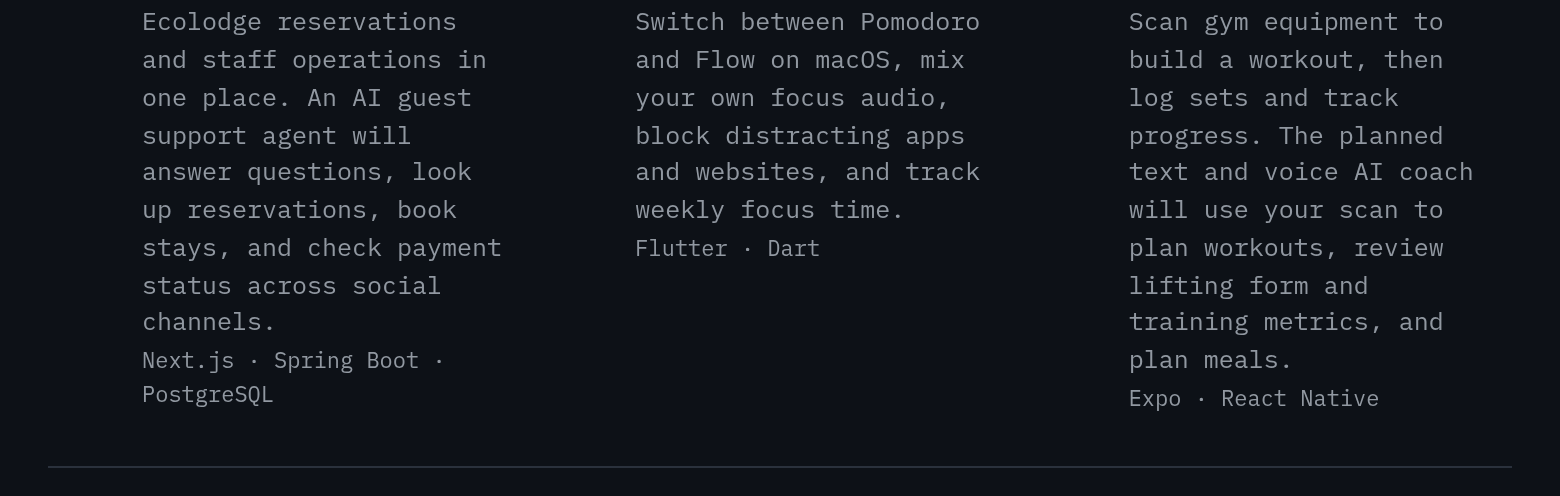 Ecolodge reservations
and staff operations in
one place. An AI guest
support agent will
answer questions, look
up reservations, book
stays, and check payment
status across social
channels.
Next.js · Spring Boot ·
PostgreSQL
Switch between Pomodoro
and Flow on macOS, mix
your own focus audio,
block distracting apps
and websites, and track
weekly focus time.
Flutter · Dart
Scan gym equipment to
build a workout, then
log sets and track
progress. The planned
text and voice AI coach
will use your scan to
plan workouts, review
lifting form and
training metrics, and
plan meals.
Expo · React Native